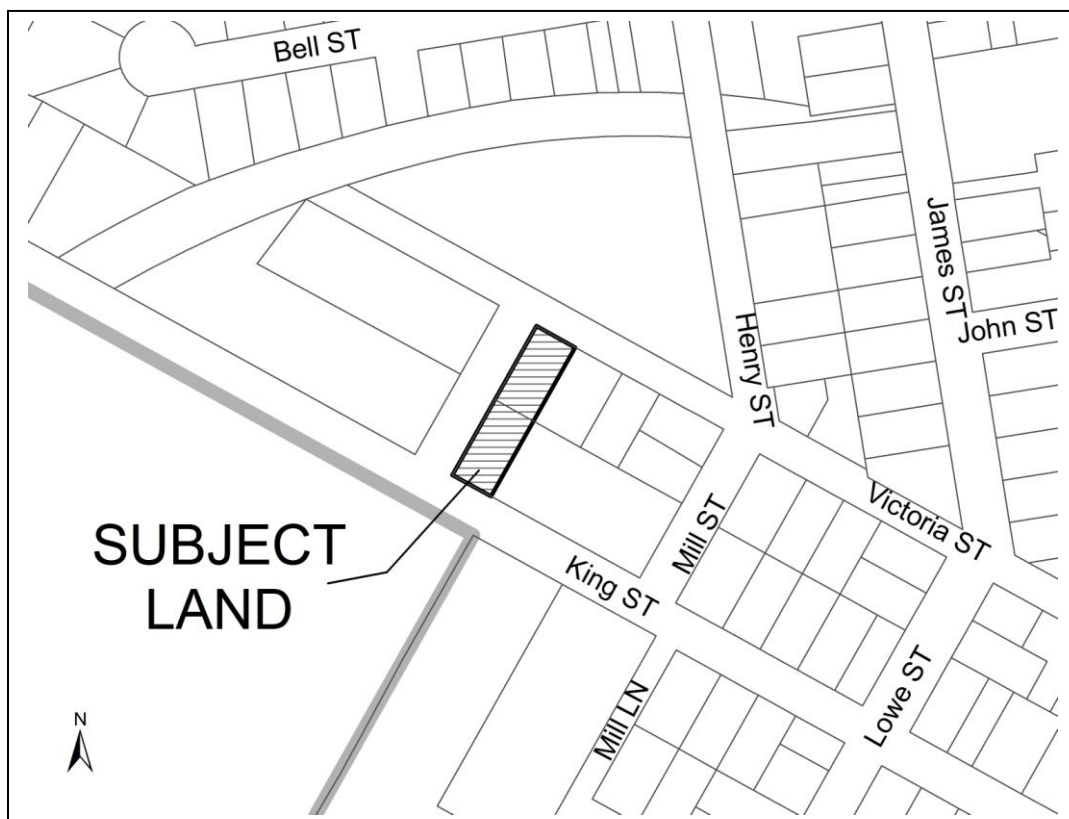 Bell ST
James ST
John ST
Henry ST
Victoria ST
SUBJECT
LAND
Mill ST
King ST
Lowe ST
Mill LN
N